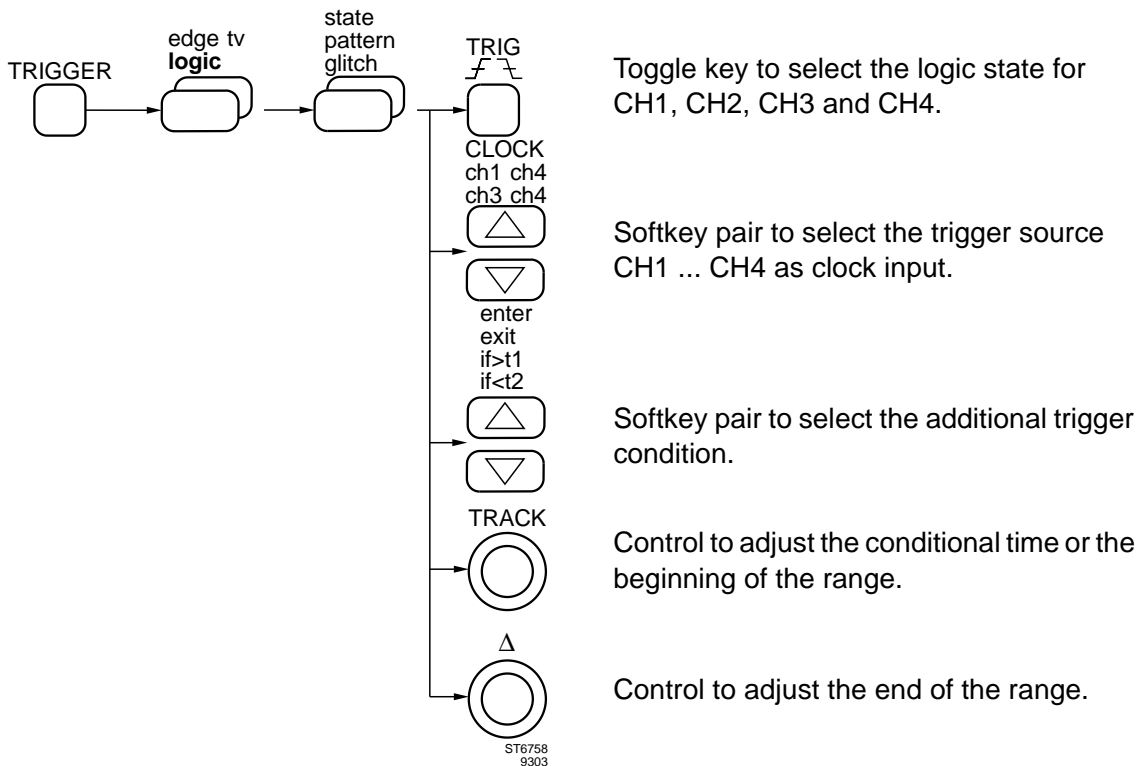 TRIGGER
edge tv
logic
state
pattern
glitch
TRIG
Toggle key to select the logic state for
CH1, CH2, CH3 and CH4.
CLOCK
ch1 ch4
ch3 ch4
Softkey pair to select the trigger source
CH1 ... CH4 as clock input.
enter
exit
if>t1
if<t2
Softkey pair to select the additional trigger
condition.
TRACK
Control to adjust the conditional time or the
beginning of the range.
Δ
Control to adjust the end of the range.
ST6758
9303